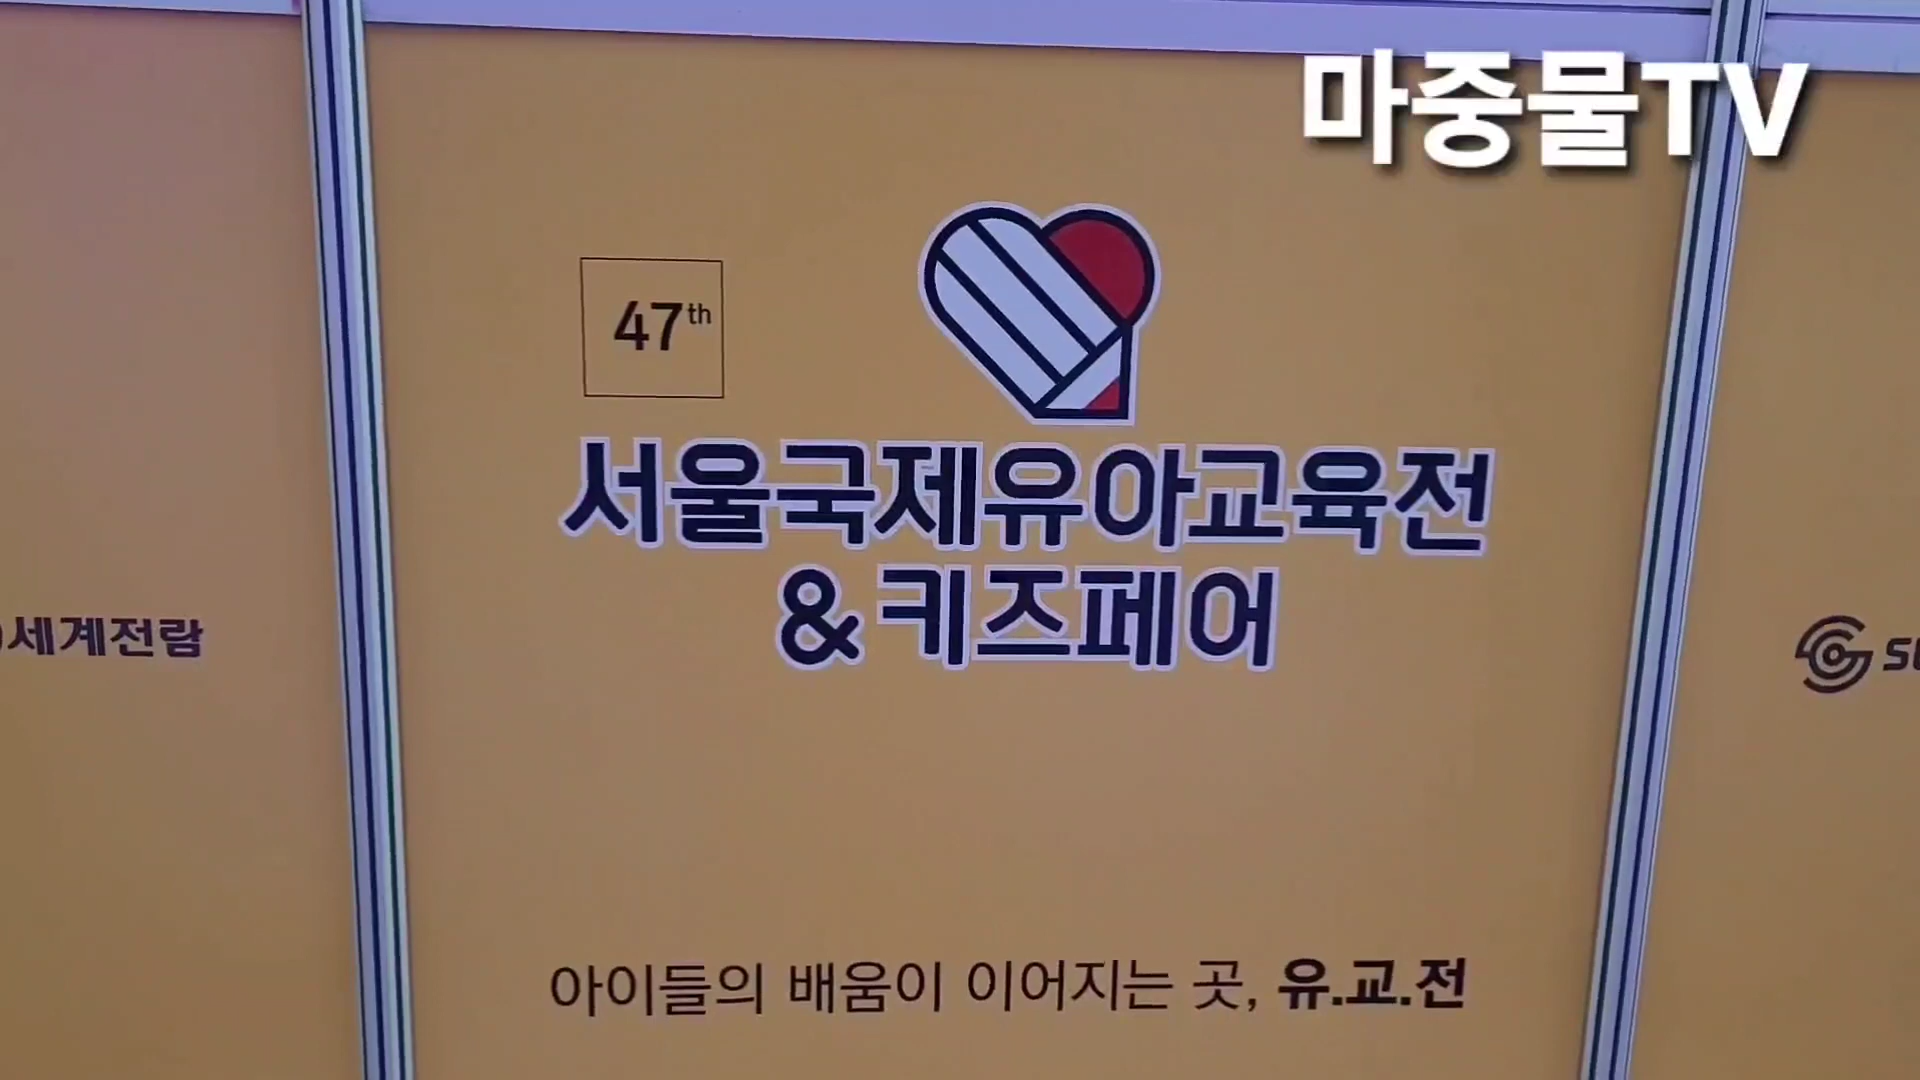 마중물TV
47th
서울국제유아교육전
& 키즈페어
세계전람
아이들의 배움이 이어지는 곳, 유.교.전